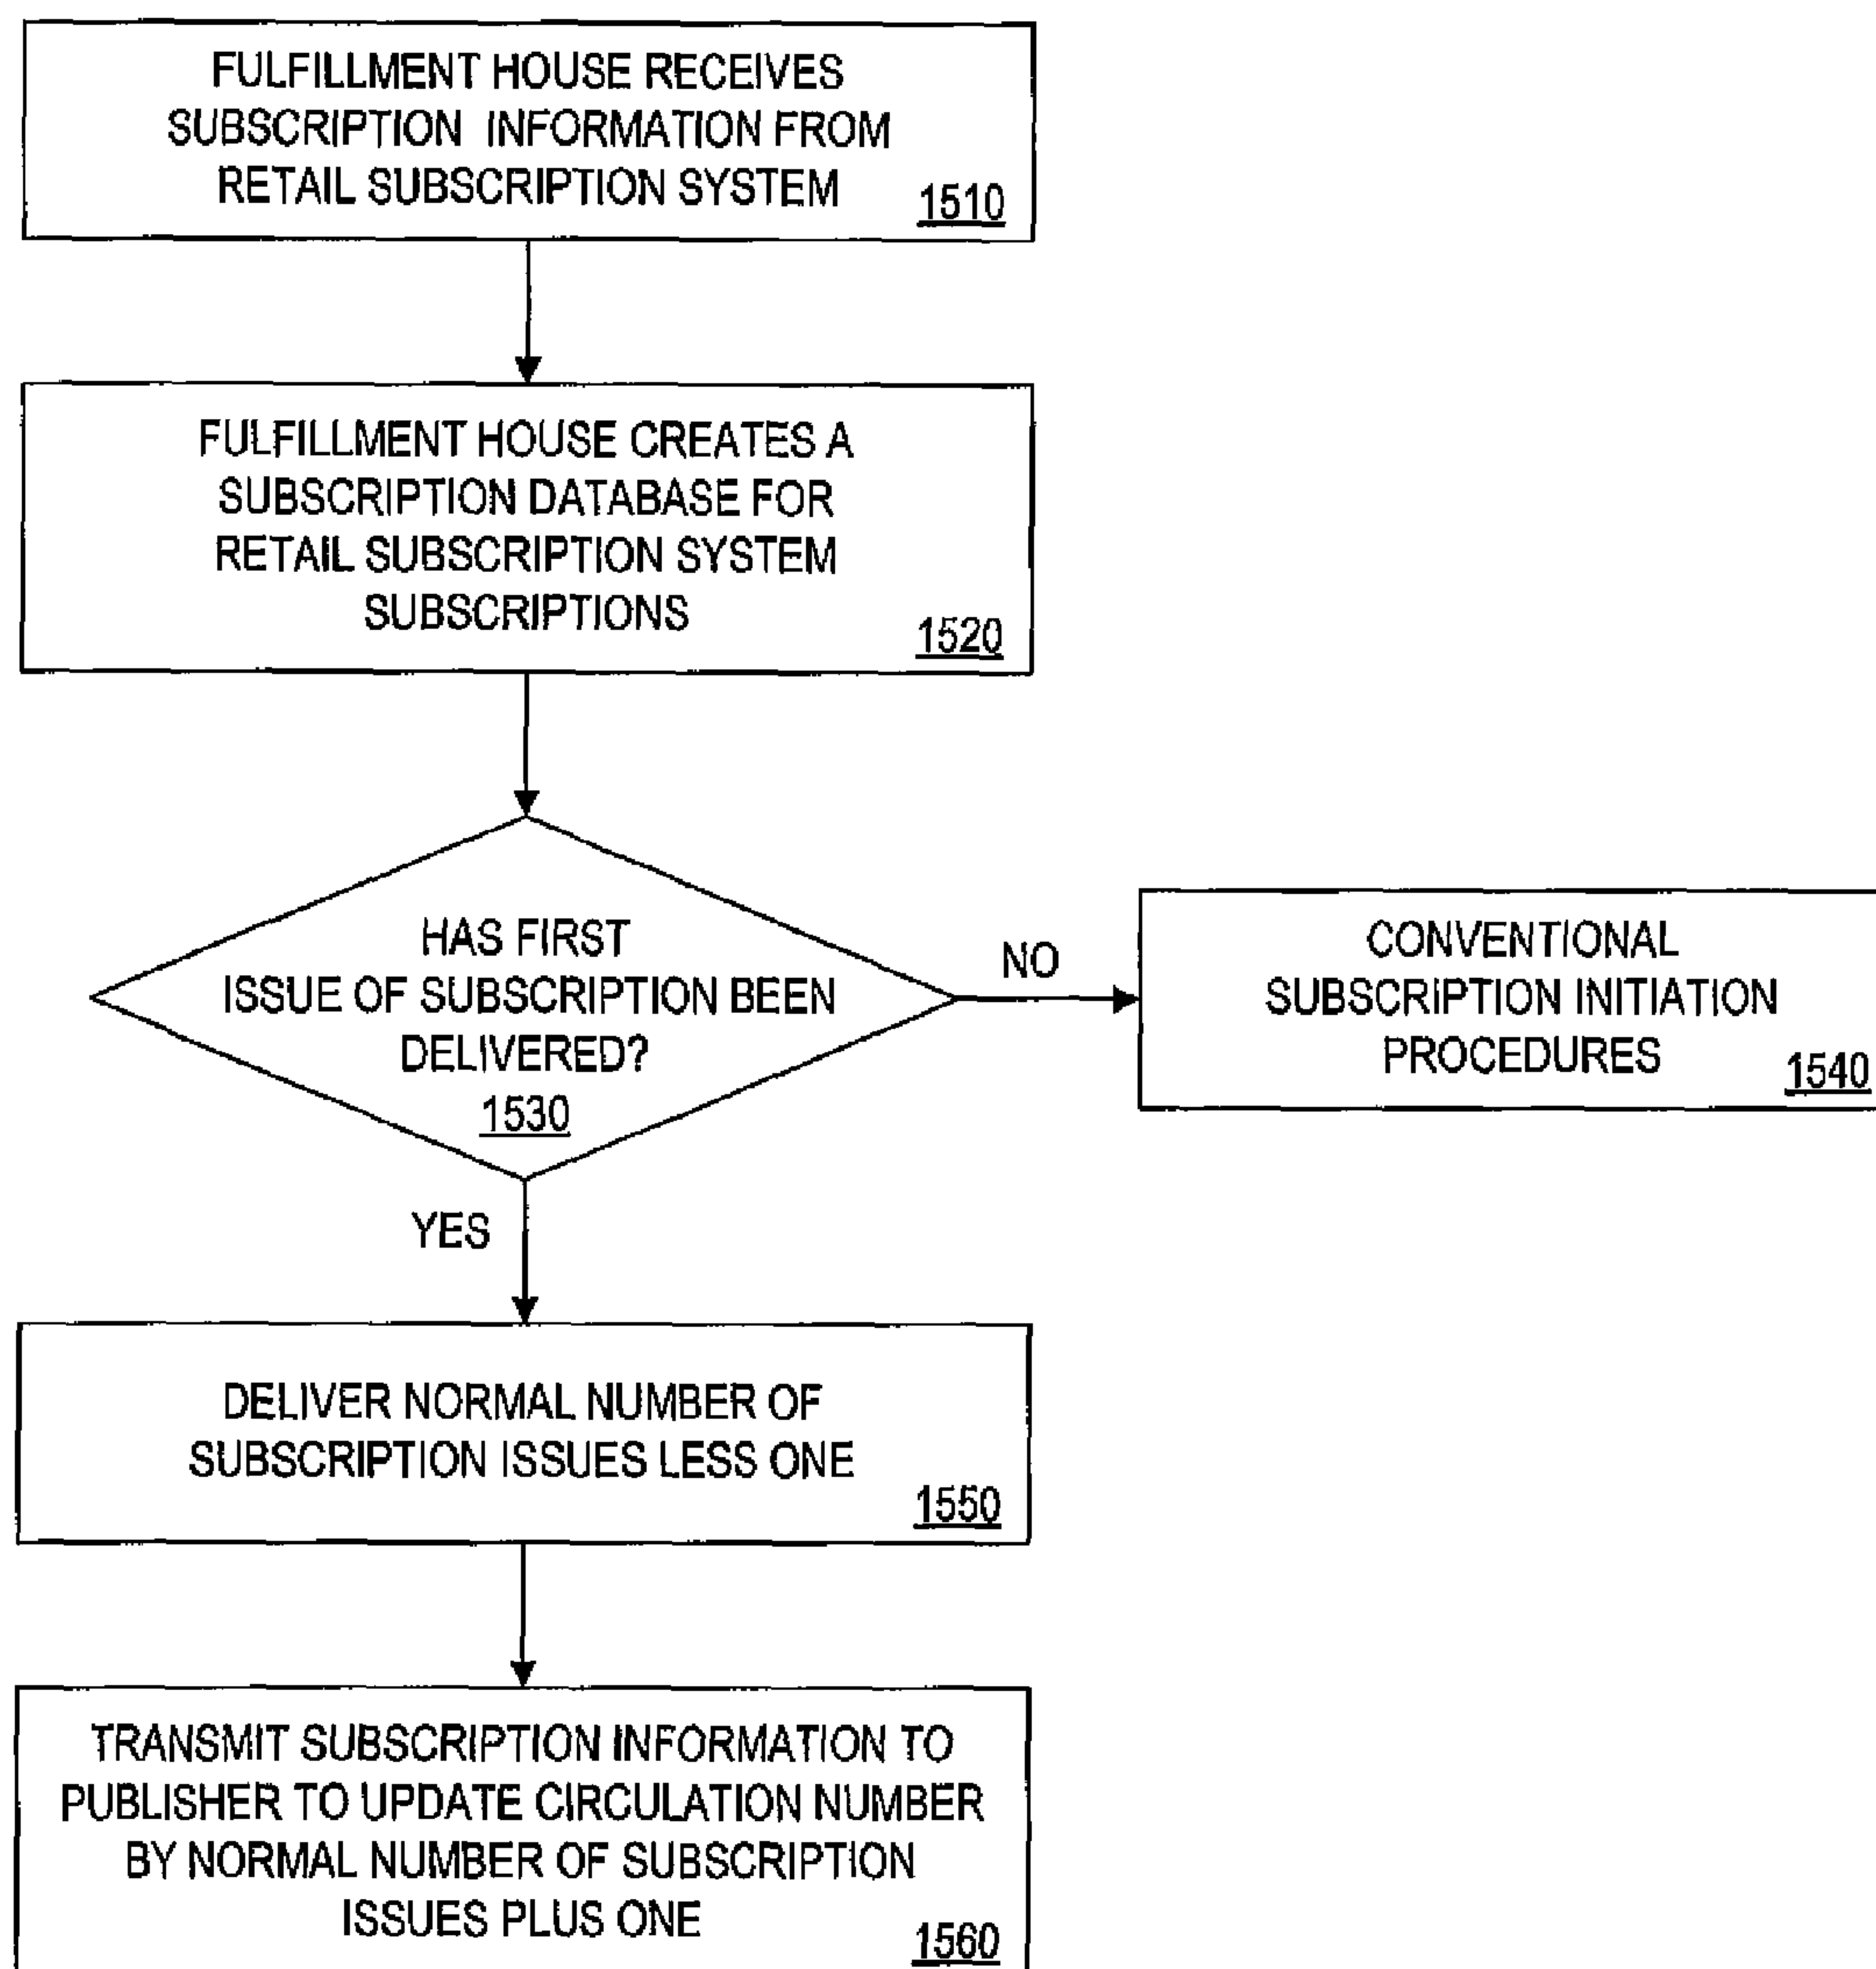 FULFILLMENT HOUSE RECEIVES
SUBSCRIPTION INFORMATION FROM
RETAIL SUBSCRIPTION SYSTEM
1510
FULFILLMENT HOUSE CREATES A
SUBSCRIPTION DATABASE FOR
RETAIL SUBSCRIPTION SYSTEM
SUBSCRIPTIONS
1520
HAS FIRST
ISSUE OF SUBSCRIPTION BEEN
DELIVERED?
1530
NO
CONVENTIONAL
SUBSCRIPTION INITIATION
PROCEDURES
1540
YES
DELIVER NORMAL NUMBER OF
SUBSCRIPTION ISSUES LESS ONE
1550
TRANSMIT SUBSCRIPTION INFORMATION TO
PUBLISHER TO UPDATE CIRCULATION NUMBER
BY NORMAL NUMBER OF SUBSCRIPTION
ISSUES PLUS ONE
1560